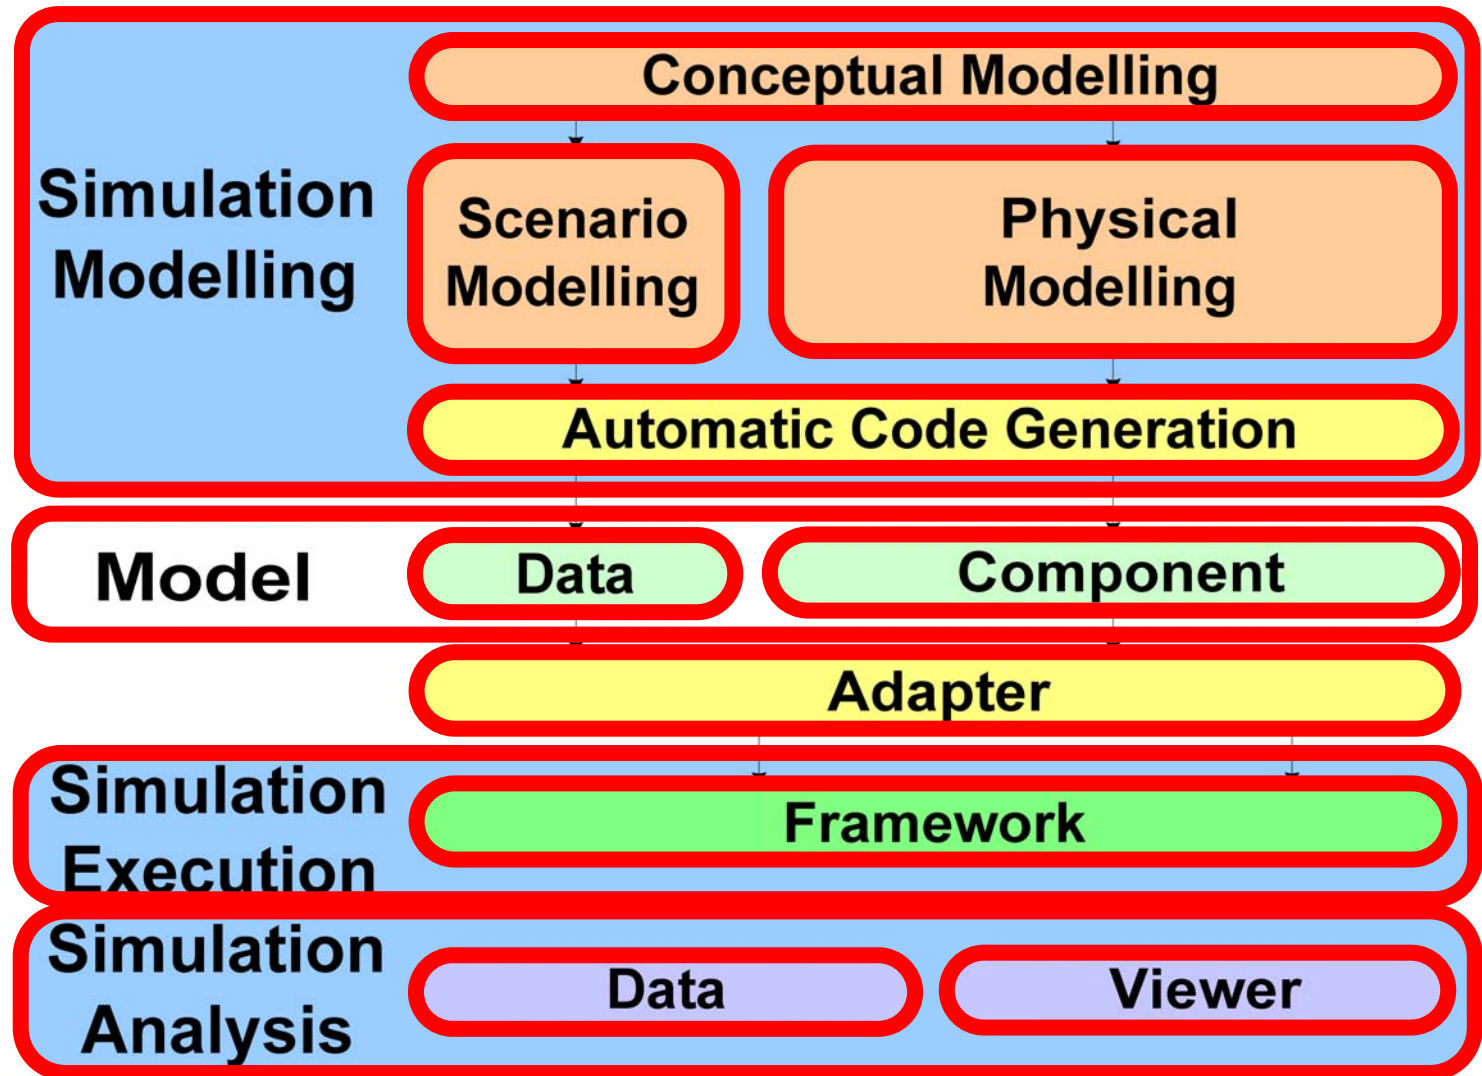 Conceptual Modelling
Simulation
Modelling
Scenario
Modelling
Physical
Modelling
Automatic Code Generation
Model
Data
Component
Adapter
Simulation
Execution
Framework
Simulation
Analysis
Data
Viewer